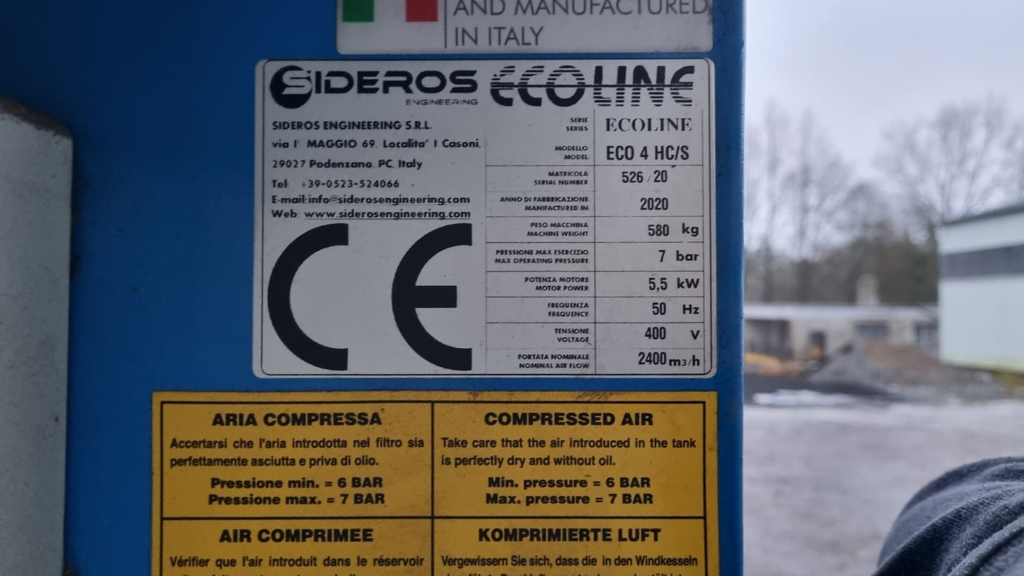 AND MANUFACTURED
IN ITALY
SIDEROS ECOLINE
ENGINEERING
SIDEROS ENGINEERING S.R.L.
via I° MAGGIO 69, Localita' I Casoni,
29027 Podenzano, PC, Italy
Tel: +39-0523-524066
E-mail:info@siderosengineering.com
Web: www.siderosengineering.com
CE
SERIE
SERIES
ECOLINE
MODELLO
MODEL
ECO 4 HC/S
MATRICOLA
SERIAL NUMBER
526/20
ANNO DI FABBRICAZIONE
MANUFACTURED IN
2020
PESO MACCHINA
MACHINE WEIGHT
580 kg
PRESSIONE MAX ESERCIZIO
MAX OPERATING PRESSURE
7 bar
POTENZA MOTORE
MOTOR POWER
5,5 kW
FREQUENZA
FREQUENCY
50 Hz
TENSIONE
VOLTAGE
400 V
PORTATA NOMINALE
NOMINAL AIR FLOW
2400 m3/h
ARIA COMPRESSA
Accertarsi che l'aria introdotta nel filtro sia
perfettamente asciutta e priva di olio.
Pressione min. = 6 BAR
Pressione max. = 7 BAR
COMPRESSED AIR
Take care that the air introduced in the tank
is perfectly dry and without oil.
Min. pressure = 6 BAR
Max. pressure = 7 BAR
AIR COMPRIMEE
Vérifier que l'air introduit dans le réservoir
KOMPRIMIERTE LUFT
Vergewissern Sie sich, dass die in den Windkesseln